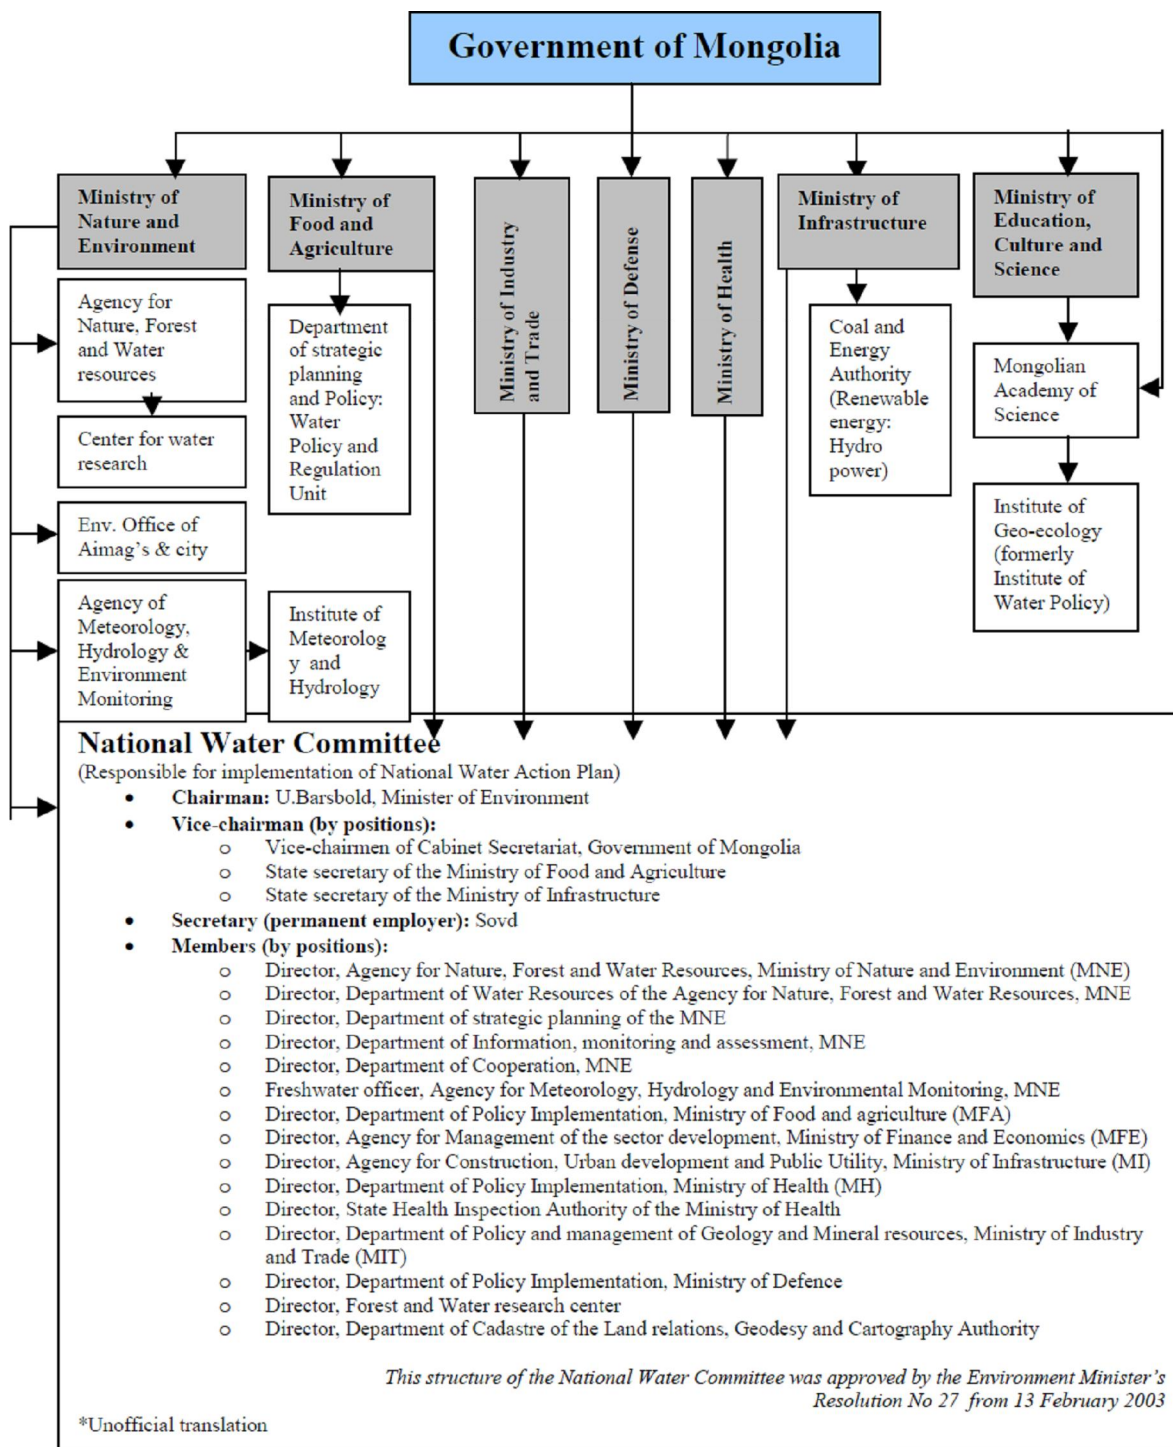 Government of Mongolia
Ministry of
Nature and
Environment
Ministry of
Food and
Agriculture
Ministry of Industry
and Trade
Ministry of Defense
Ministry of Health
Ministry of
Infrastructure
Ministry of
Education,
Culture and
Science
Agency for
Nature, Forest
and Water
resources
Center for water
research
Env. Office of
Aimag's & city
Agency of
Meteorology,
Hydrology &
Environment
Monitoring
Department
of strategic
planning
and Policy:
Water
Policy and
Regulation
Unit
Institute of
Meteorolog
y and
Hydrology
Coal and
Energy
Authority
(Renewable
energy:
Hydro
power)
Mongolian
Academy of
Science
Institute of
Geo-ecology
(formerly
Institute of
Water Policy)
National Water Committee
(Responsible for implementation of National Water Action Plan)
• Chairman: U.Barsbold, Minister of Environment
• Vice-chairman (by positions):
o Vice-chairmen of Cabinet Secretariat, Government of Mongolia
o State secretary of the Ministry of Food and Agriculture
o State secretary of the Ministry of Infrastructure
• Secretary (permanent employer): Sovd
• Members (by positions):
o Director, Agency for Nature, Forest and Water Resources, Ministry of Nature and Environment (MNE)
o Director, Department of Water Resources of the Agency for Nature, Forest and Water Resources, MNE
o Director, Department of strategic planning of the MNE
o Director, Department of Information, monitoring and assessment, MNE
o Director, Department of Cooperation, MNE
o Freshwater officer, Agency for Meteorology, Hydrology and Environmental Monitoring, MNE
o Director, Department of Policy Implementation, Ministry of Food and agriculture (MFA)
o Director, Agency for Management of the sector development, Ministry of Finance and Economics (MFE)
o Director, Agency for Construction, Urban development and Public Utility, Ministry of Infrastructure (MI)
o Director, Department of Policy Implementation, Ministry of Health (MH)
o Director, State Health Inspection Authority of the Ministry of Health
o Director, Department of Policy and management of Geology and Mineral resources, Ministry of Industry
and Trade (MIT)
o Director, Department of Policy Implementation, Ministry of Defence
o Director, Forest and Water research center
o Director, Department of Cadastre of the Land relations, Geodesy and Cartography Authority
This structure of the National Water Committee was approved by the Environment Minister's
Resolution No 27 from 13 February 2003
*Unofficial translation